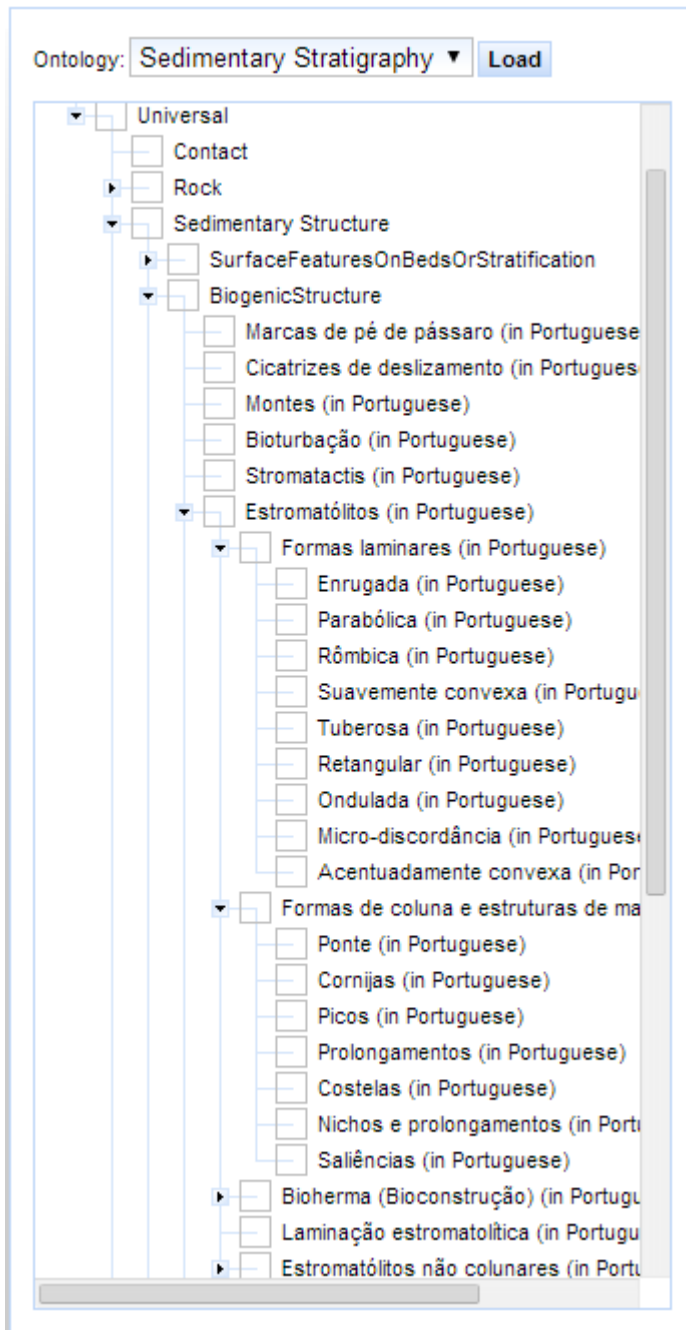 Ontology: Sedimentary Stratigraphy Load
Universal
Contact
Rock
Sedimentary Structure
SurfaceFeaturesOnBedsOrStratification
BiogenicStructure
Marcas de pé de pássaro (in Portuguese
Cicatrizes de deslizamento (in Portugues
Montes (in Portuguese)
Bioturbação (in Portuguese)
Stromatactis (in Portuguese)
Estromatólitos (in Portuguese)
Formas laminares (in Portuguese)
Enrugada (in Portuguese)
Parabólica (in Portuguese)
Rômbica (in Portuguese)
Suavemente convexa (in Portugu
Tuberosa (in Portuguese)
Retangular (in Portuguese)
Ondulada (in Portuguese)
Micro-discordância (in Portuguese
Acentuadamente convexa (in Por
Formas de coluna e estruturas de ma
Ponte (in Portuguese)
Cornijas (in Portuguese)
Picos (in Portuguese)
Prolongamentos (in Portuguese)
Costelas (in Portuguese)
Nichos e prolongamentos (in Portu
Saliências (in Portuguese)
Bioherma (Bioconstrução) (in Portugu
Laminação estromatolítica (in Portugu
Estromatólitos não colunares (in Portu